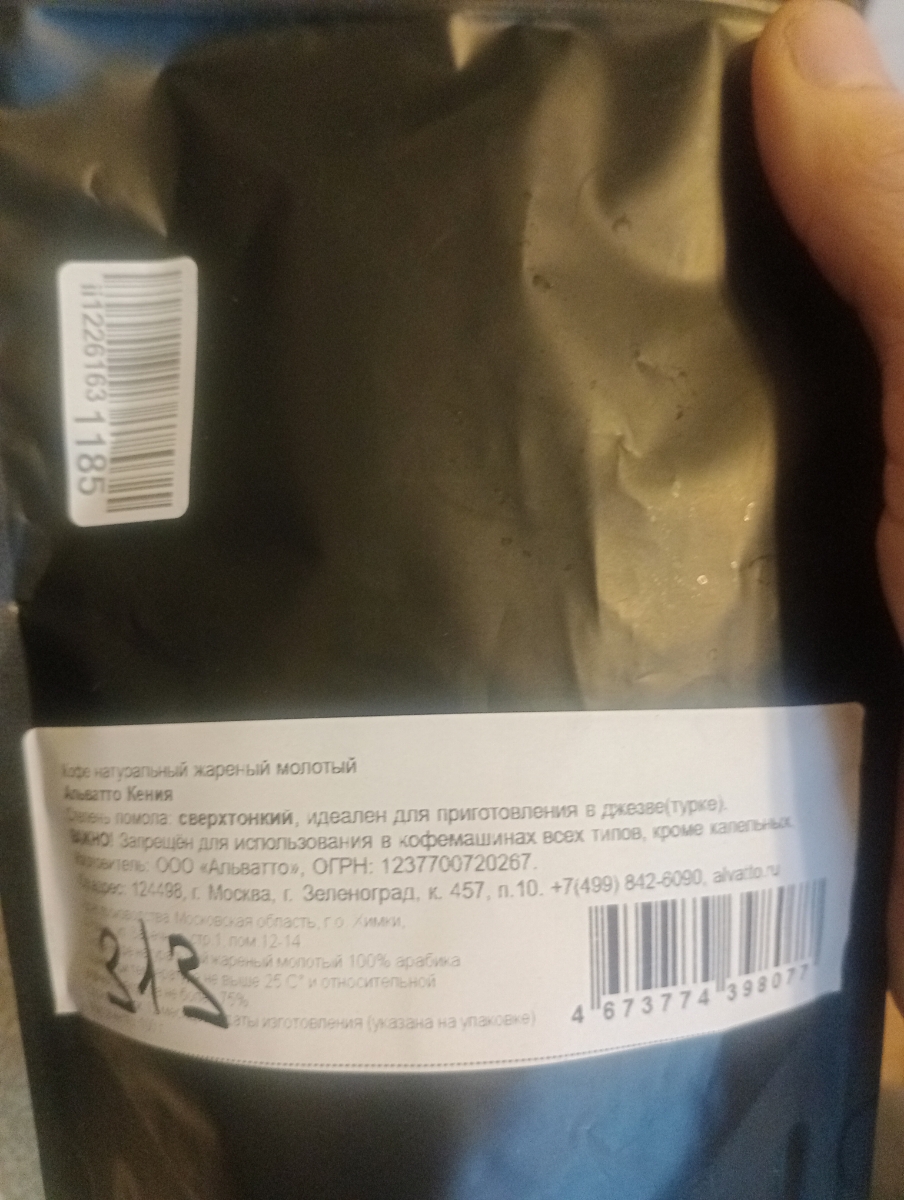 1226163 1185
Кофе натуральный жареный молотый
Альватто Кения
помола: сверхтонкий, идеален для приготовления в джезве(турке).
ВАЖНО! Запрещён для использования в кофемашинах всех типов, кроме капельных
ООО «Альватто», ОГРН: 1237700720267.
124498, г. Москва, г. Зеленоград, к. 457, п.10. +7(499) 842-6090, alvatto.ru
Московская область, г.о. Химки,
стр.1, пом 12-14
жареный молотый 100% арабика
не выше 25 C° и относительной
75%
даты изготовления (указана на упаковке)
313
4 673774 398077